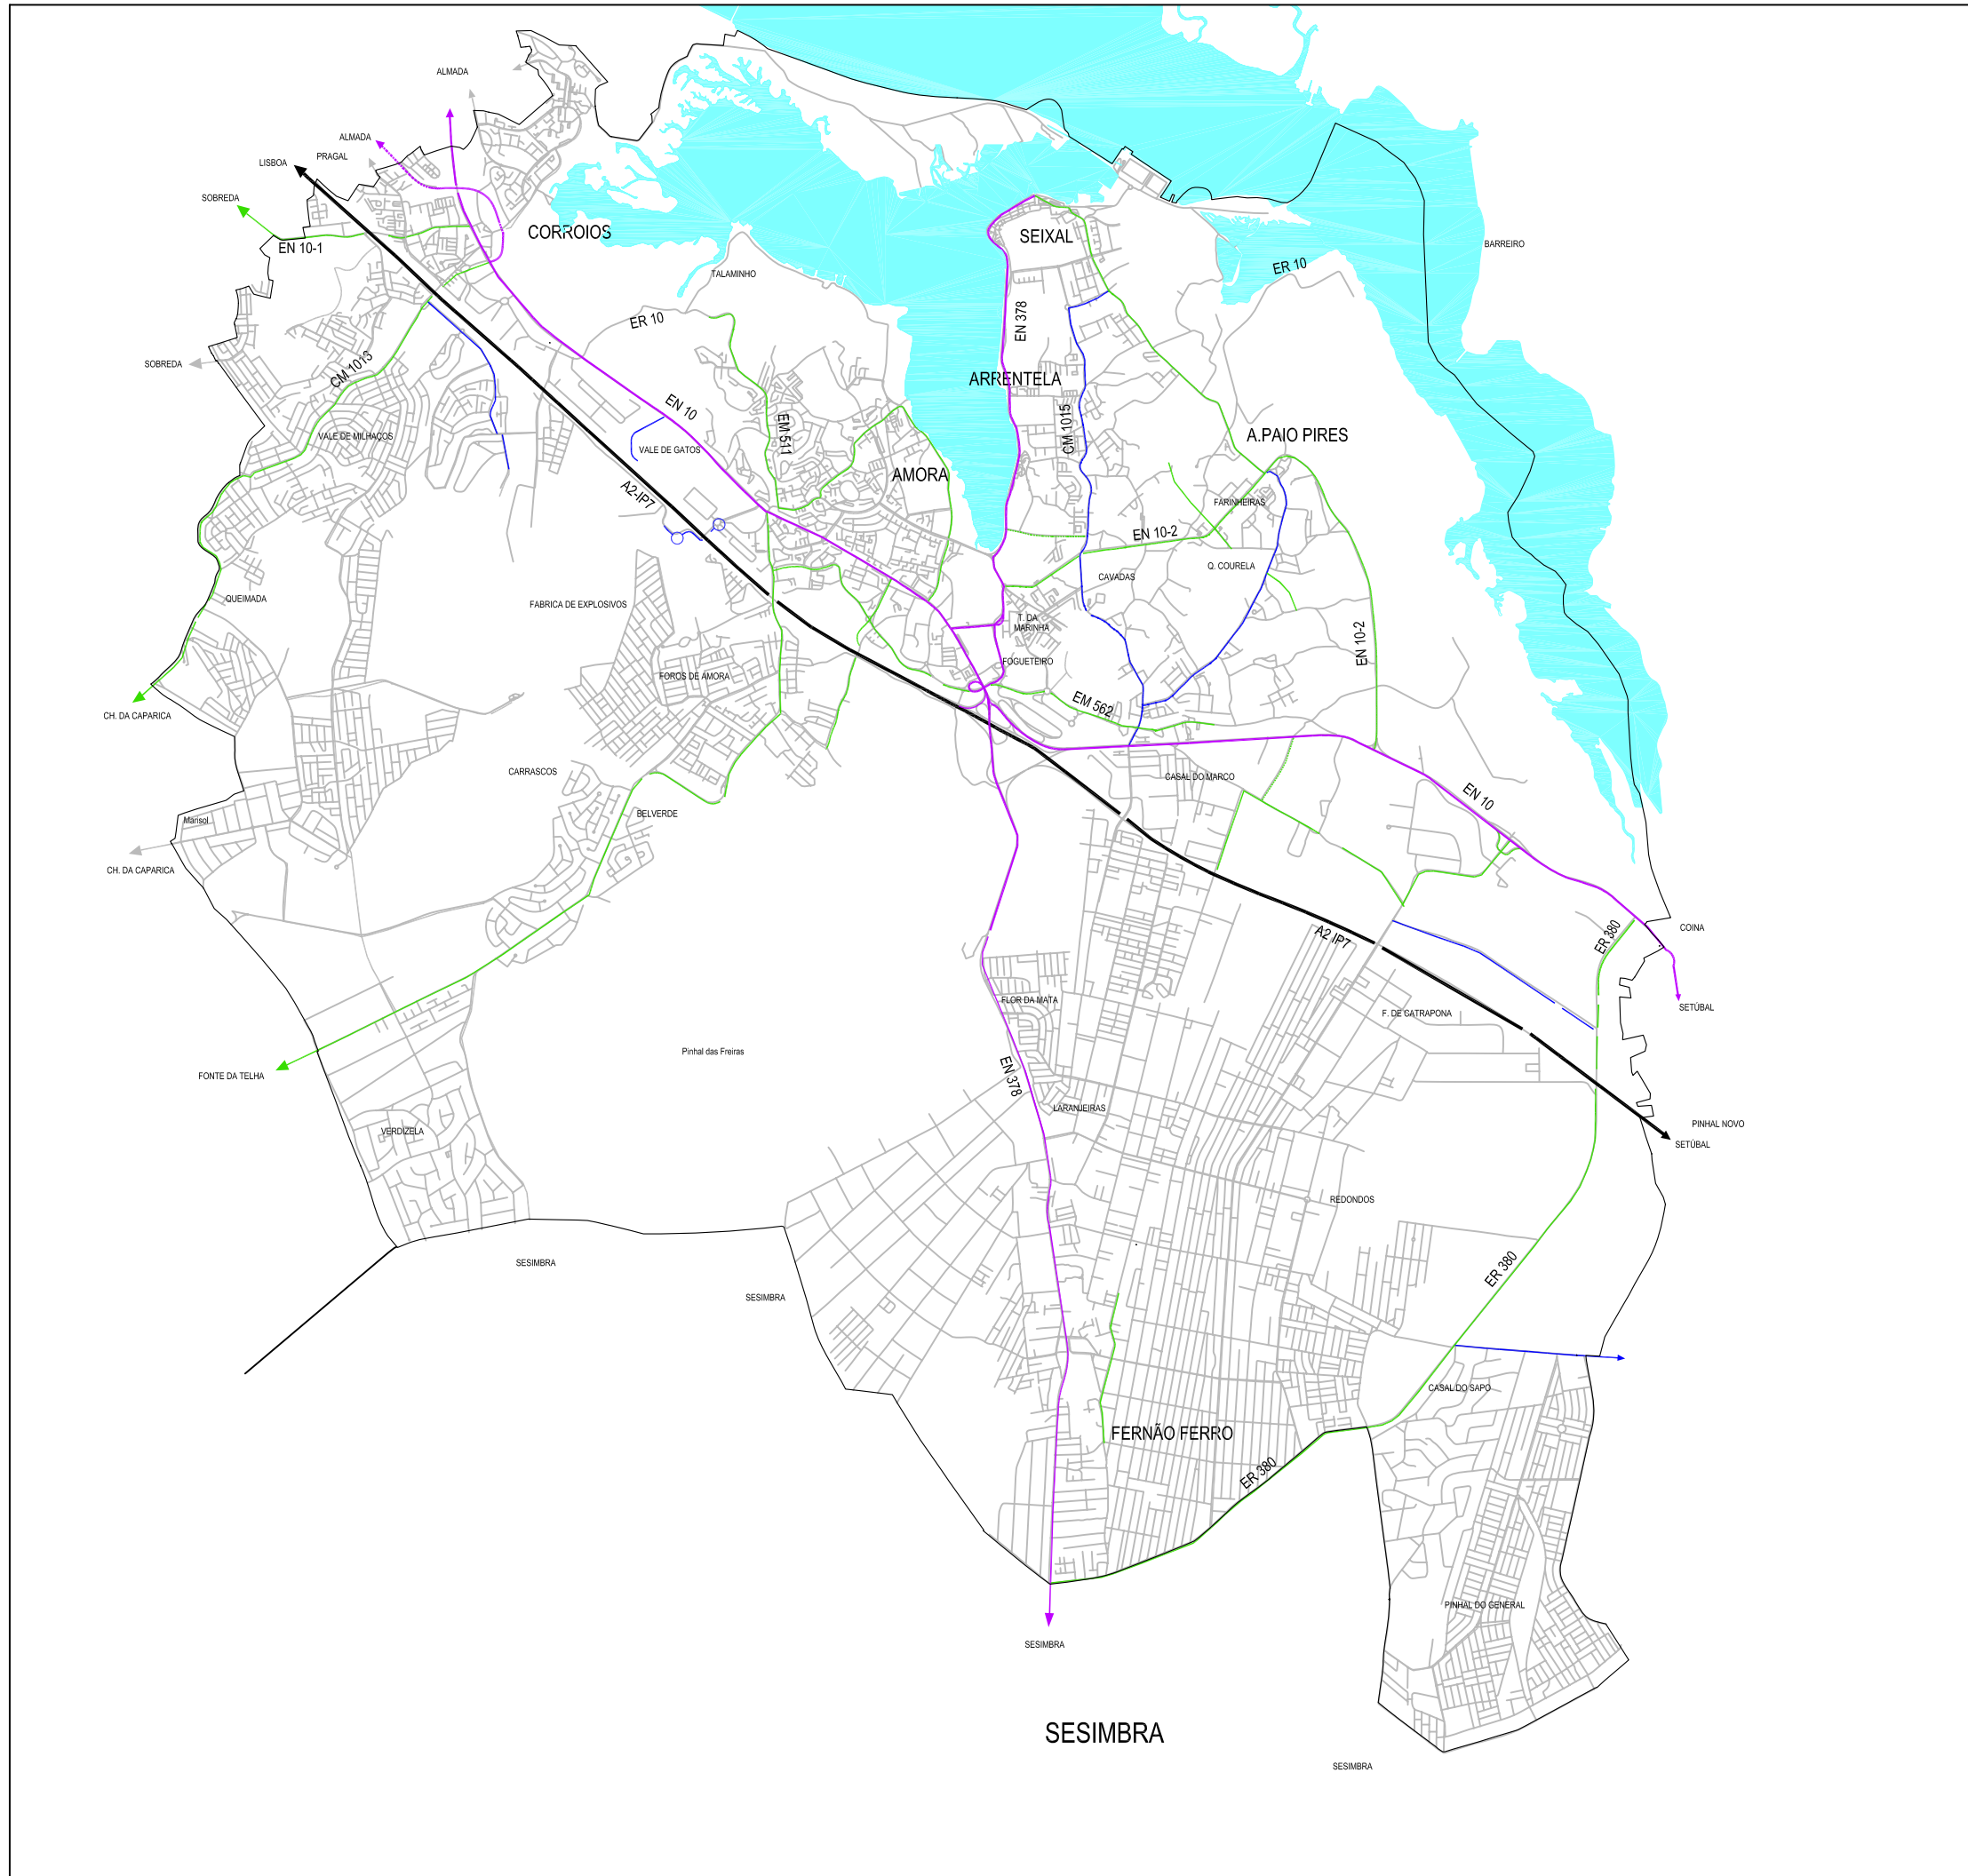 ALMADA
ALMADA
PRAGAL
LISBOA
SOBREDA
CORROIOS
SEIXAL
EN 10-1
BARREIRO
TALAMINHO
ER 10
ER 10
EN 378
SOBREDA
CM 1013
ARRENTELA
EN 10
EM 511
CM 1015
VALE DE MILHAÇOS
A.PAIO PIRES
VALE DE GATOS
AMORA
A2-IP7
FARINHEIRAS
EN 10-2
Q. COURELA
CAVADAS
QUEIMADA
FABRICA DE EXPLOSIVOS
T. DA
MARINHA
EN 10-2
FOGUETEIRO
FOROS DE AMORA
EM 562
CH. DA CAPARICA
CARRASCOS
CASAL DO MARCO
EN 10
BELVERDE
Marisol
CH. DA CAPARICA
COINA
A2 IP7
ER 380
FLOR DA MATA
SETÚBAL
F. DE CATRAPONA
Pinhal das Freiras
FONTE DA TELHA
EN 378
LARANJEIRAS
PINHAL NOVO
VERDIZELA
SETÚBAL
REDONDOS
SESIMBRA
ER 380
SESIMBRA
CASAL DO SAPO
FERNÃO FERRO
ER 380
PINHAL DO GENERAL
SESIMBRA
SESIMBRA
SESIMBRA